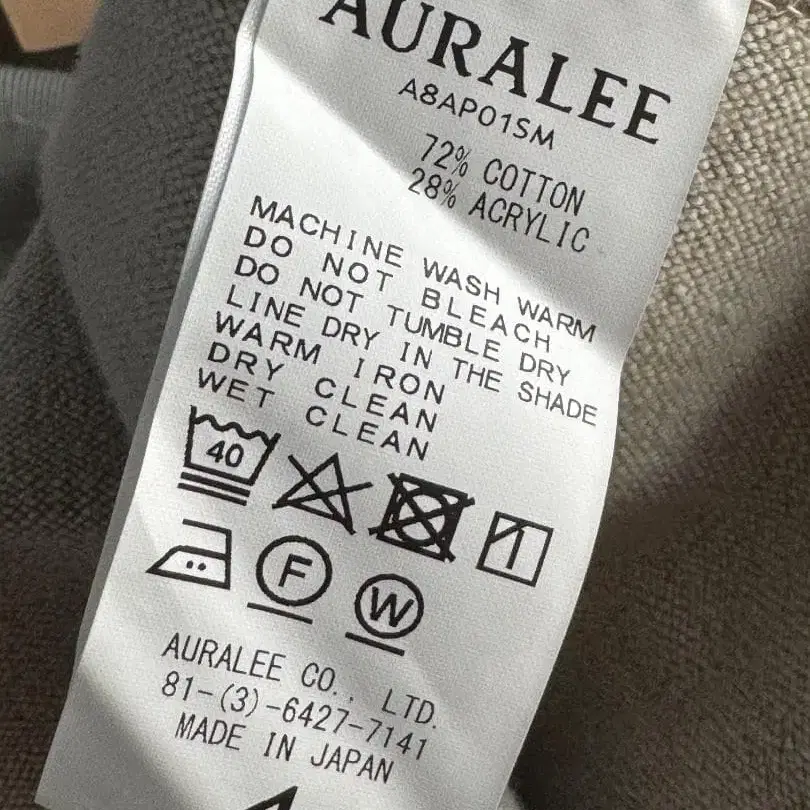 AURALEE
A8AP01SM
72% COTTON
28% ACRYLIC
MACHINE WASH WARM
DO NOT BLEACH
DO NOT TUMBLE DRY
LINE DRY IN THE SHADE
WARM IRON
DRY CLEAN
WET CLEAN
40
F
W
AURALEE CO., LTD.
81-(3)-6427-7141
MADE IN JAPAN